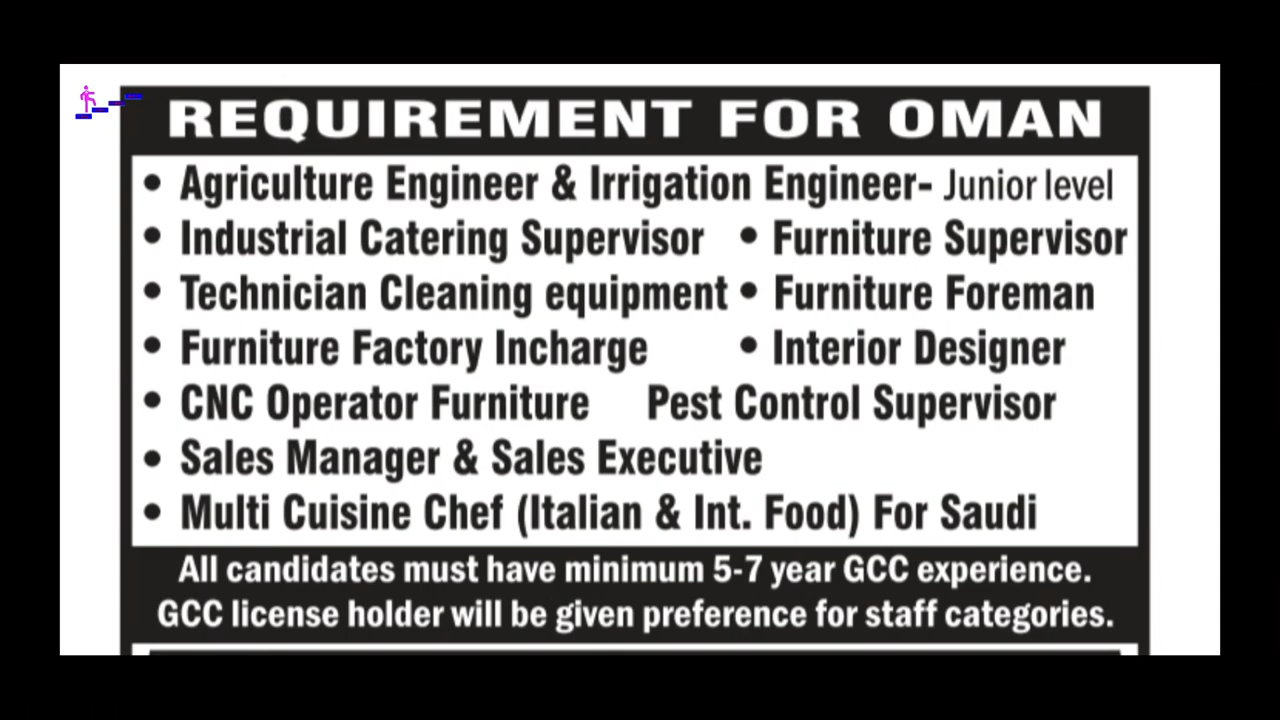 REQUIREMENT FOR OMAN
• Agriculture Engineer & Irrigation Engineer- Junior level
• Industrial Catering Supervisor • Furniture Supervisor
• Technician Cleaning equipment • Furniture Foreman
• Furniture Factory Incharge • Interior Designer
• CNC Operator Furniture Pest Control Supervisor
• Sales Manager & Sales Executive
• Multi Cuisine Chef (Italian & Int. Food) For Saudi
All candidates must have minimum 5-7 year GCC experience.
GCC license holder will be given preference for staff categories.